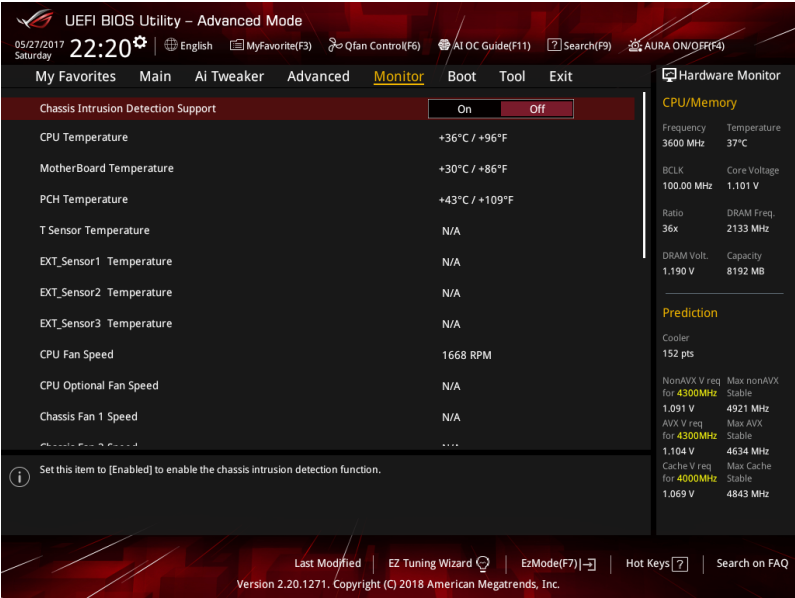 UEFI BIOS Utility – Advanced Mode
05/27/2017
Saturday
22:20
English
MyFavorite(F3)
Qfan Control(F6)
AI OC Guide(F11)
? Search(F9)
AURA ON/OFF(F4)
My Favorites Main Ai Tweaker Advanced Monitor Boot Tool Exit
Hardware Monitor
Chassis Intrusion Detection Support On Off
CPU Temperature +36°C / +96°F
MotherBoard Temperature +30°C / +86°F
PCH Temperature +43°C / +109°F
T Sensor Temperature N/A
EXT_Sensor1 Temperature N/A
EXT_Sensor2 Temperature N/A
EXT_Sensor3 Temperature N/A
CPU Fan Speed 1668 RPM
CPU Optional Fan Speed N/A
Chassis Fan 1 Speed N/A
Set this item to [Enabled] to enable the chassis intrusion detection function.
CPU/Memory
Frequency Temperature
3600 MHz 37°C
BCLK Core Voltage
100.00 MHz 1.101 V
Ratio DRAM Freq.
36x 2133 MHz
DRAM Volt. Capacity
1.190 V 8192 MB
Prediction
Cooler
152 pts
NonAVX V req Max nonAVX
for 4300MHz Stable
1.091 V 4921 MHz
AVX V req Max AVX
for 4300MHz Stable
1.104 V 4634 MHz
Cache V req Max Cache
for 4000MHz Stable
1.069 V 4843 MHz
Last Modified EZ Tuning Wizard EzMode(F7) Hot Keys ? Search on FAQ
Version 2.20.1271. Copyright (C) 2018 American Megatrends, Inc.